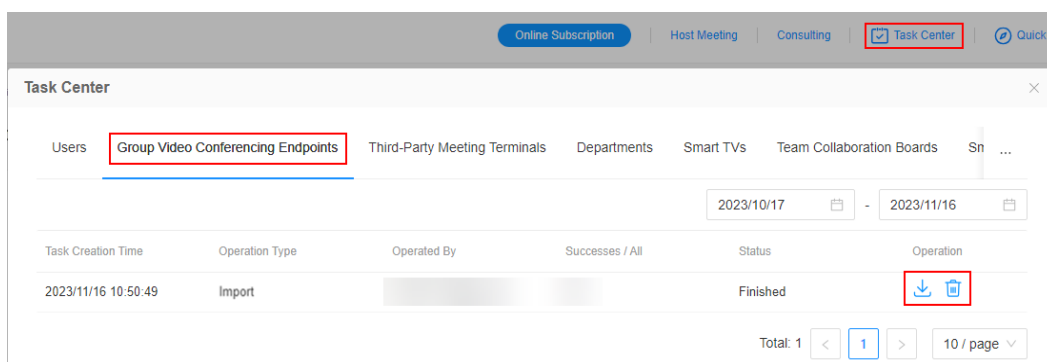 Online Subscription Host Meeting Consulting Task Center Quick
Task Center
Users Group Video Conferencing Endpoints Third-Party Meeting Terminals Departments Smart TVs Team Collaboration Boards ...
2023/10/17 - 2023/11/16
Task Creation Time Operation Type Operated By Successes / All Status Operation
2023/11/16 10:50:49 Import Finished
Total: 1 < 1 > 10 / page